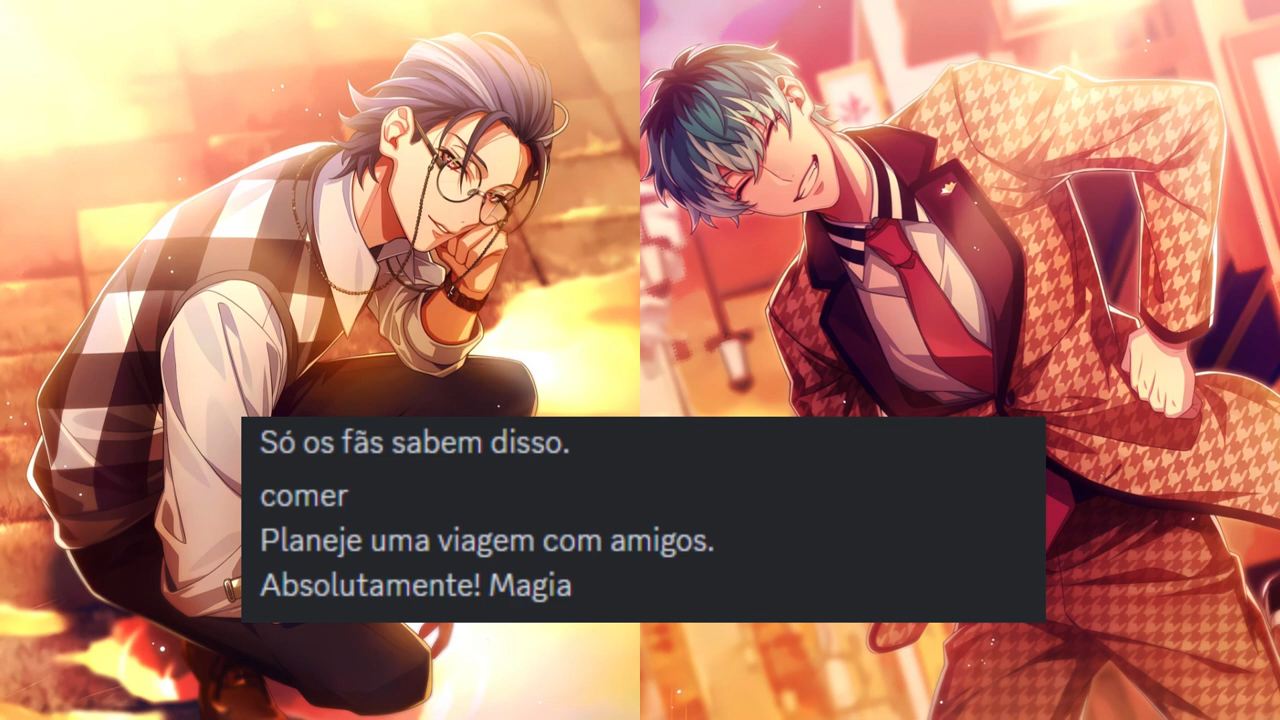 Só os fãs sabem disso.
comer
Planeje uma viagem com amigos.
Absolutamente! Magia